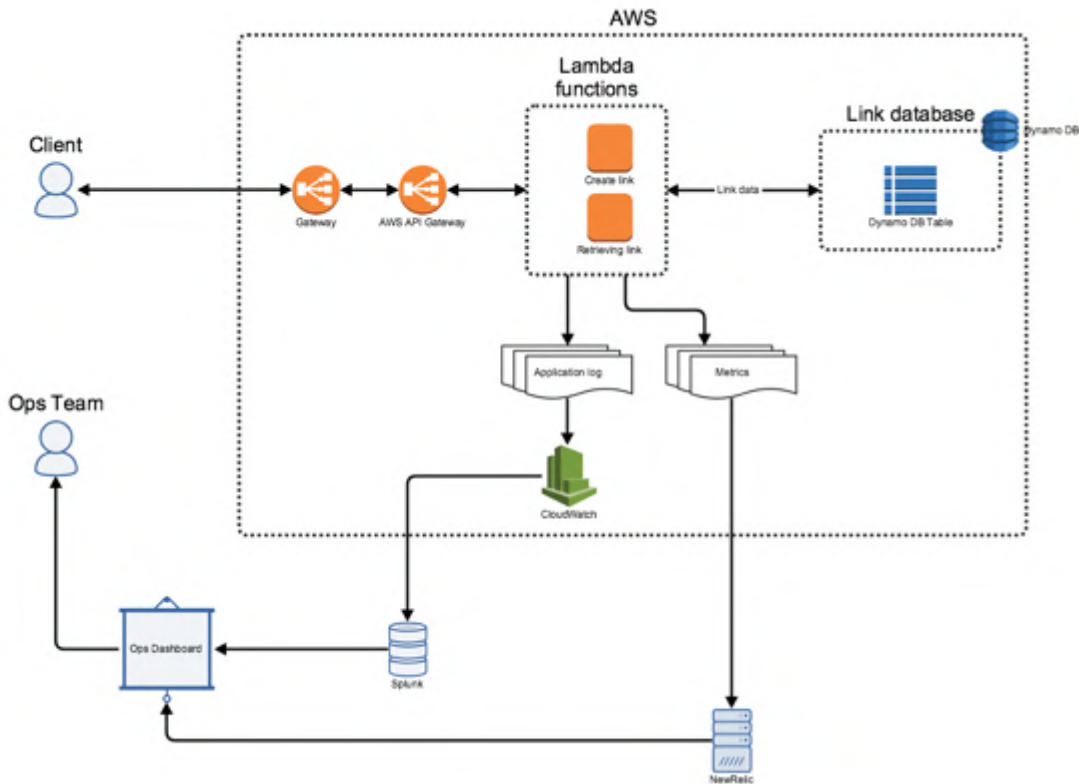 AWS
Lambda
functions
Link database
Dynamo DB
Client
Create link
Link data
Gateway
AWS API Gateway
Dynamo DB Table
Retrieving link
Application log
Metrics
Ops Team
CloudWatch
Ops Dashboard
Splunk
NewRelic